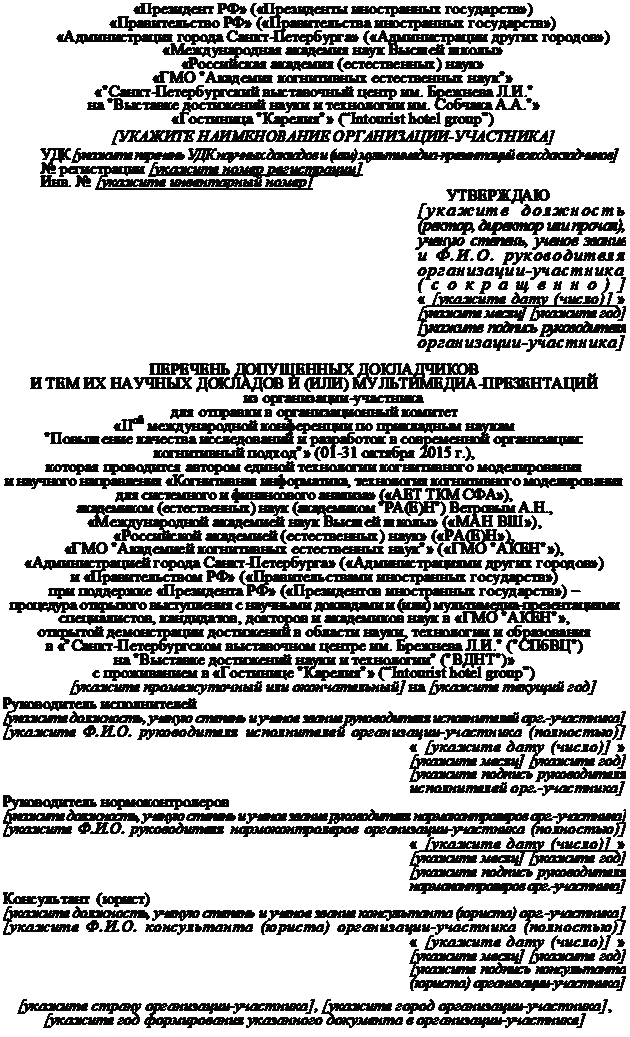 «Президент РФ» («Президенты иностранных государств»)
«Правительство РФ» («Правительства иностранных государств»)
«Администрация города Санкт-Петербурга» («Администрации других городов»)
«Международная академия наук Высшей школы»
«Российская академия (естественных) наук»
«ГМО "Академия когнитивных естественных наук"»
«"Санкт-Петербургский выставочный центр им. Брежнева Л.И."
на "Выставке достижений науки и технологии им. Собчака А.А."»
«Гостиница "Карелия"» ("Intourist hotel group")
[УКАЖИТЕ НАИМЕНОВАНИЕ ОРГАНИЗАЦИИ-УЧАСТНИКА]
УДК [укажите перечень УДК научных докладов и (или) мультимедиа-презентаций всех докладчиков]
№ регистрации [укажите номер регистрации]
Инв. № [укажите инвентарный номер]
УТВЕРЖДАЮ
[укажите должность
(ректор, директор или прочая),
ученую степень, ученое звание
и Ф.И.О. руководителя
организации-участника
(сокращенно)]
« [укажите дату (число)] »
[укажите месяц] [укажите год]
[укажите подпись руководителя
организации-участника]
ПЕРЕЧЕНЬ ДОПУЩЕННЫХ ДОКЛАДЧИКОВ
И ТЕМ ИХ НАУЧНЫХ ДОКЛАДОВ И (ИЛИ) МУЛЬТИМЕДИА-ПРЕЗЕНТАЦИЙ
из организации-участника
для отправки в организационный комитет
«IIой международной конференции по прикладным наукам
"Повышение качества исследований и разработок в современной организации:
когнитивный подход"» (01-31 октября 2015 г.),
которая проводится автором единой технологии когнитивного моделирования
и научного направления «Когнитивная информатика, технология когнитивного моделирования
для системного и финансового анализа» («АЕТ ТКМ СФА»),
академиком (естественных) наук (академиком "РА(Е)Н") Ветровым А.Н.,
«Международной академией наук Высшей школы» («МАН ВШ»),
«Российской академией (естественных) наук» («РА(Е)Н»),
«ГМО "Академией когнитивных естественных наук"» («ГМО "АКЕН"»),
«Администрацией города Санкт-Петербурга» («Администрациями других городов»)
и «Правительством РФ» («Правительствами иностранных государств»)
при поддержке «Президента РФ» («Президентов иностранных государств») –
процедура открытого выступления с научными докладами и (или) мультимедиа-презентациями
специалистов, кандидатов, докторов и академиков наук в «ГМО "АКЕН"»,
открытой демонстрации достижений в области науки, технологии и образования
в «"Санкт-Петербургском выставочном центре им. Брежнева Л.И." ("СПбВЦ")
на "Выставке достижений науки и технологии" ("ВДНТ")»
с проживанием в «Гостинице "Карелия"» ("Intourist hotel group")
[укажите промежуточный или окончательный] на [укажите текущий год]
Руководитель исполнителей
[укажите должность, ученую степень и ученое звание руководителя исполнителей орг.-участника]
[укажите Ф.И.О. руководителя исполнителей организации-участника (полностью)]
« [укажите дату (число)] »
[укажите месяц] [укажите год]
[укажите подпись руководителя
исполнителей орг.-участника]
Руководитель нормоконтролеров
[укажите должность, ученую степень и ученое звание руководителя нормоконтролеров орг.-участника]
[укажите Ф.И.О. руководителя нормоконтролеров организации-участника (полностью)]
« [укажите дату (число)] »
[укажите месяц] [укажите год]
[укажите подпись руководителя
нормоконтролеров орг.-участника]
Консультант (юрист)
[укажите должность, ученую степень и ученое звание консультанта (юриста) орг.-участника]
[укажите Ф.И.О. консультанта (юриста) организации-участника (полностью)]
« [укажите дату (число)] »
[укажите месяц] [укажите год]
[укажите подпись консультанта
(юриста) организации-участника]
[укажите страну организации-участника], [укажите город организации-участника],
[укажите год формирования указанного документа в организации-участнике]